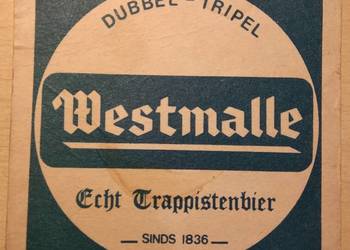 DUBBEL - TRIPEL
Westmalle
Echt Trappistenbier
— SINDS 1836 —